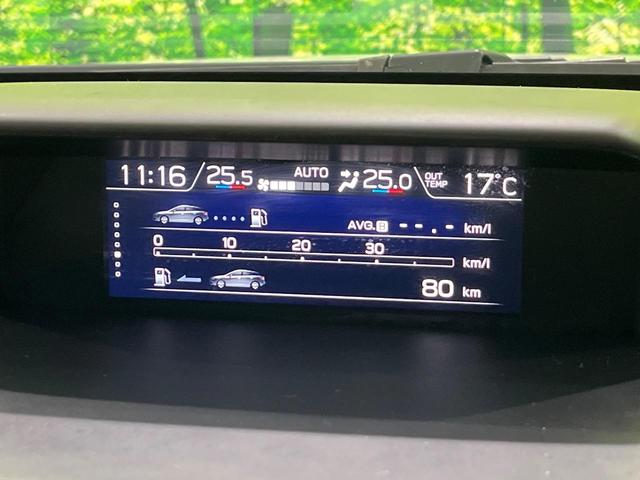 11:16 25.5 AUTO 25.0 OUT TEMP 17°C
AVG. B --.- km/l
0 10 20 30
km/l
80 km